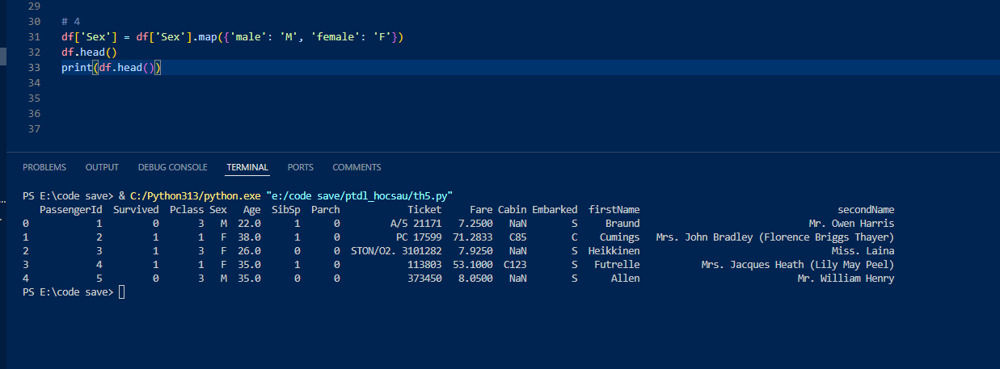 29
30 # 4
31 df['Sex'] = df['Sex'].map({'male': 'M', 'female': 'F'})
32 df.head()
33 print(df.head())
34
35
36
37
PROBLEMS OUTPUT DEBUG CONSOLE TERMINAL PORTS COMMENTS
PS E:\code save> & C:/Python313/python.exe "e:/code save/ptdl_hocsau/th5.py"
PassengerId Survived Pclass Sex Age SibSp Parch Ticket Fare Cabin Embarked firstName secondName
0 1 0 3 M 22.0 1 0 A/5 21171 7.2500 NaN S Braund Mr. Owen Harris
1 2 1 1 F 38.0 1 0 PC 17599 71.2833 C85 C Cumings Mrs. John Bradley (Florence Briggs Thayer)
2 3 1 3 F 26.0 0 0 STON/O2. 3101282 7.9250 NaN S Heikkinen Miss. Laina
3 4 1 1 F 35.0 1 0 113803 53.1000 C123 S Futrelle Mrs. Jacques Heath (Lily May Peel)
4 5 0 3 M 35.0 0 0 373450 8.0500 NaN S Allen Mr. William Henry
PS E:\code save>